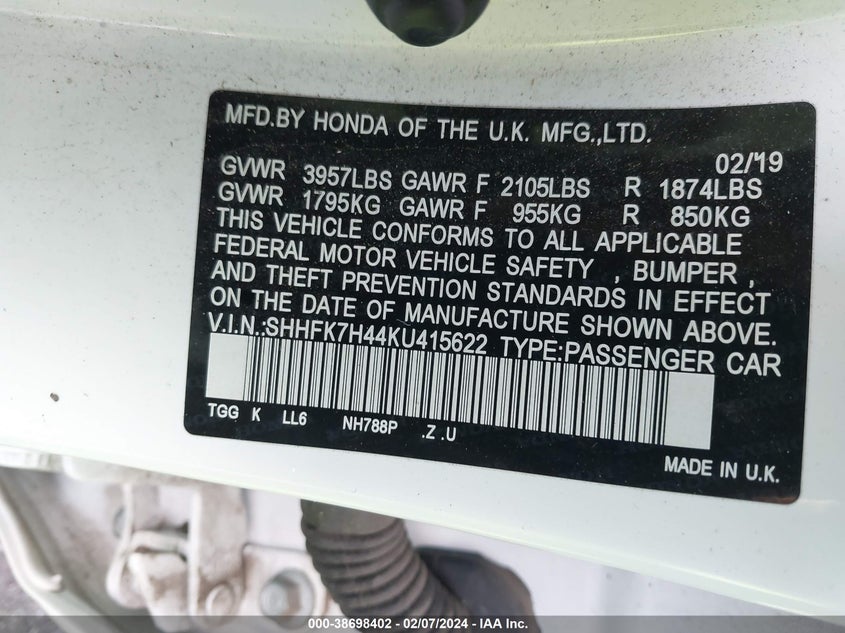 MFD.BY HONDA OF THE U.K. MFG.,LTD.
02/'19
GVWR 3957LBS GAWR F 2105LBS R 1874LBS
GVWR 1795KG GAWR F 955KG R 850KG
THIS VEHICLE CONFORMS TO ALL APPLICABLE
FEDERAL MOTOR VEHICLE SAFETY , BUMPER ,
AND THEFT PREVENTION STANDARDS IN EFFECT
ON THE DATE OF MANUFACTURE SHOWN ABOVE.
V.I.N.:SHHFK7H44KU415622 TYPE:PASSENGER CAR
TGG K LL6 NH788P .Z .U
MADE IN U.K.
000-38698402 - 02/07/2024 - IAA Inc.